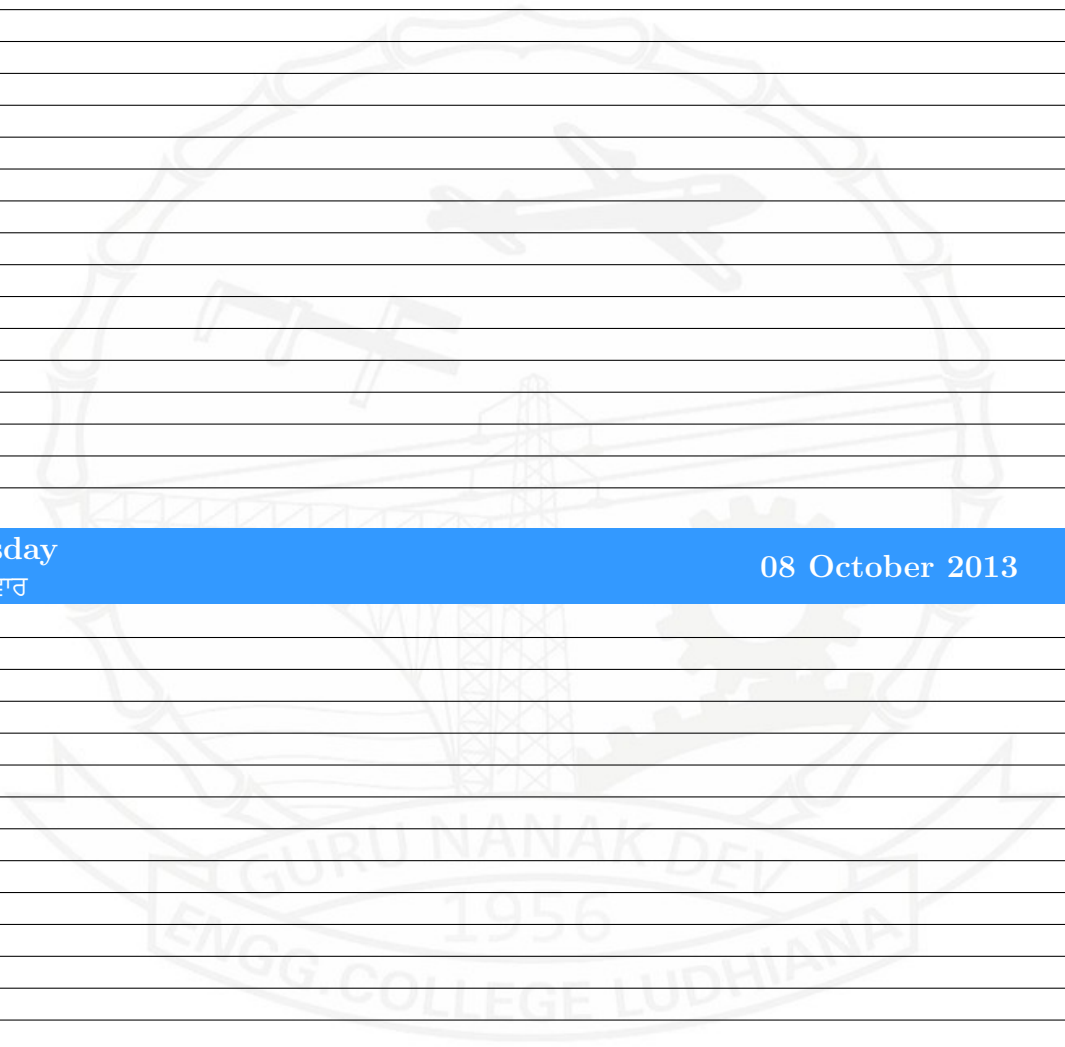 sday
ਵਾਰ
08 October 2013
GURU NANAK DEV
1956
ENGG. COLLEGE LUDHIANA